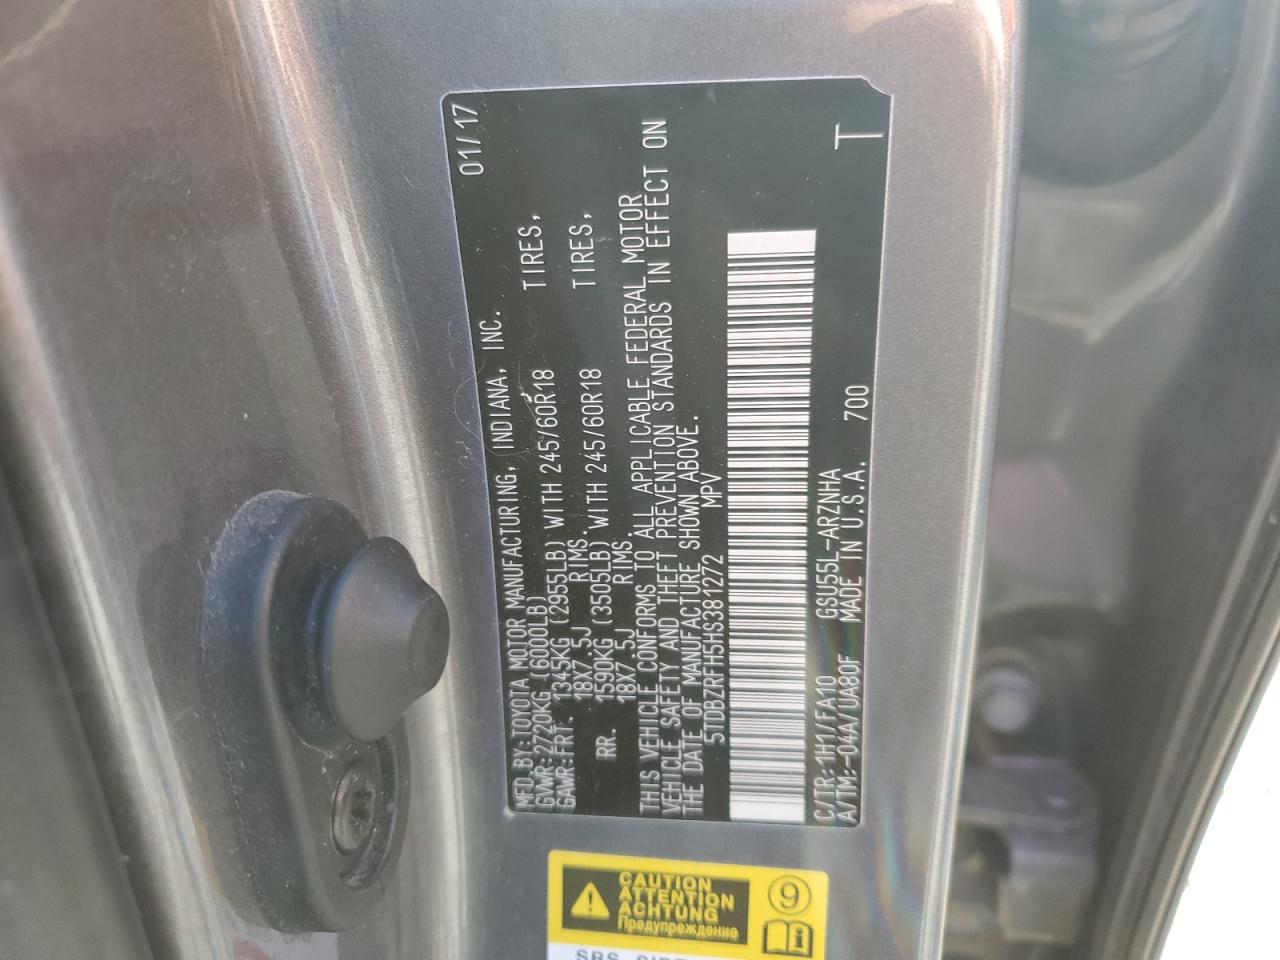 MFD.BY:TOYOTA MOTOR MANUFACTURING, INDIANA, INC. 01/17
GVWR:2720KG (6000LB)
GAWR:FRT. 1345KG (2955LB) WITH 245/60R18 TIRES,
18X7.5J RIMS.
RR. 1590KG (3505LB) WITH 245/60R18 TIRES,
18X7.5J RIMS.
THIS VEHICLE CONFORMS TO ALL APPLICABLE FEDERAL MOTOR
VEHICLE SAFETY AND THEFT PREVENTION STANDARDS IN EFFECT ON
THE DATE OF MANUFACTURE SHOWN ABOVE.
5TDBZRFH5HS381272 MPV
C/TR:1H1/FA10 GSU55L-ARZNHA
A/TM:-04A/UA80F MADE IN U.S.A. 700
T
CAUTION
ATTENTION
ACHTUNG
Предупреждение
9
i
SRS